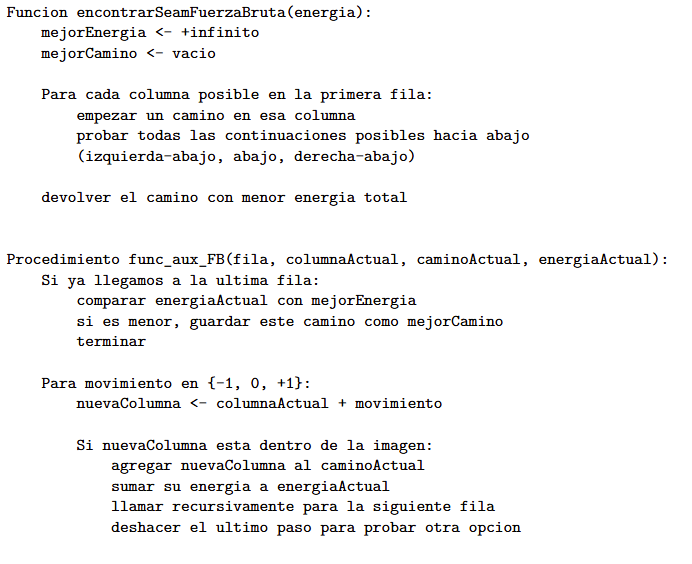 Funcion encontrarSeamFuerzaBruta(energia):
mejorEnergia <- +infinito
mejorCamino <- vacio
Para cada columna posible en la primera fila:
empezar un camino en esa columna
probar todas las continuaciones posibles hacia abajo
(izquierda-abajo, abajo, derecha-abajo)
devolver el camino con menor energia total
Procedimiento func_aux_FB(fila, columnaActual, caminoActual, energiaActual):
Si ya llegamos a la ultima fila:
comparar energiaActual con mejorEnergia
si es menor, guardar este camino como mejorCamino
terminar
Para movimiento en {-1, 0, +1}:
nuevaColumna <- columnaActual + movimiento
Si nuevaColumna esta dentro de la imagen:
agregar nuevaColumna al caminoActual
sumar su energia a energiaActual
llamar recursivamente para la siguiente fila
deshacer el ultimo paso para probar otra opcion